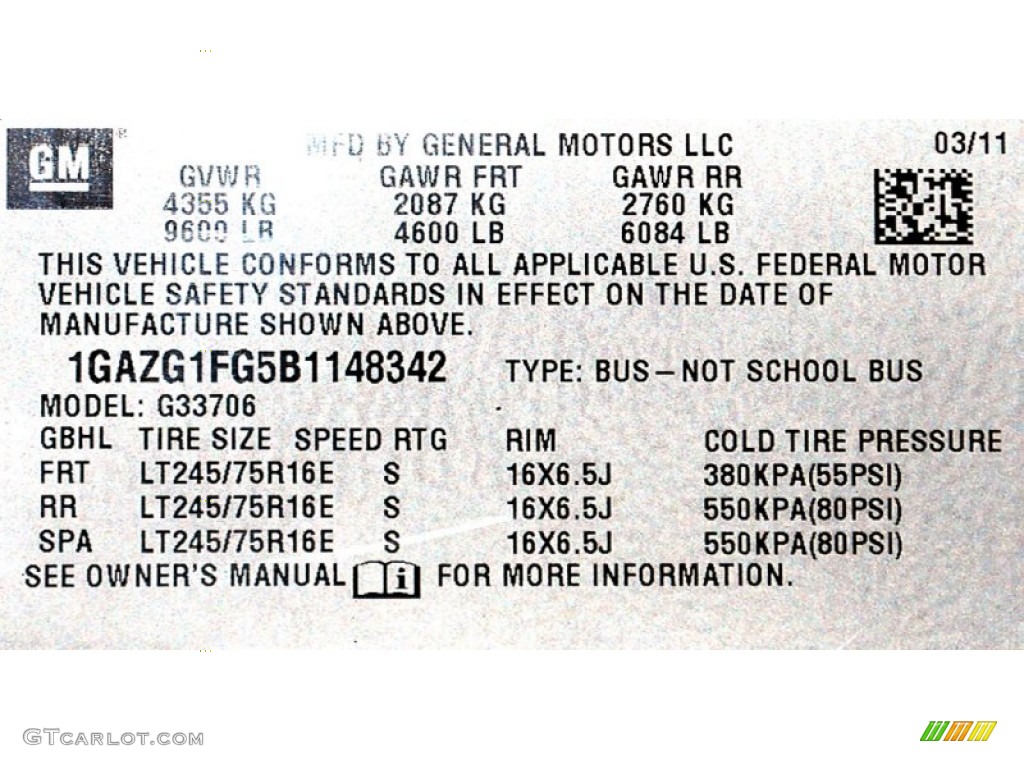 GM
MFD BY GENERAL MOTORS LLC 03/11
GVWR GAWR FRT GAWR RR
4355 KG 2087 KG 2760 KG
9600 LB 4600 LB 6084 LB
THIS VEHICLE CONFORMS TO ALL APPLICABLE U.S. FEDERAL MOTOR
VEHICLE SAFETY STANDARDS IN EFFECT ON THE DATE OF
MANUFACTURE SHOWN ABOVE.
1GAZG1FG5B1148342 TYPE: BUS – NOT SCHOOL BUS
MODEL: G33706
GBHL TIRE SIZE SPEED RTG RIM COLD TIRE PRESSURE
FRT LT245/75R16E S 16X6.5J 380KPA(55PSI)
RR LT245/75R16E S 16X6.5J 550KPA(80PSI)
SPA LT245/75R16E S 16X6.5J 550KPA(80PSI)
SEE OWNER'S MANUAL i FOR MORE INFORMATION.
GTCARLOT.COM